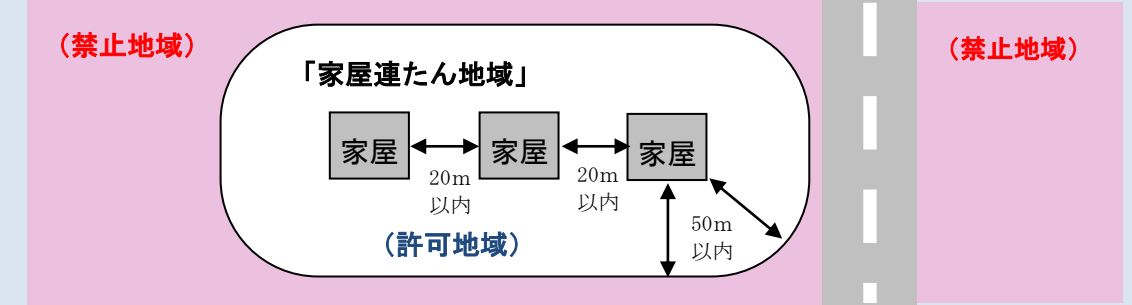 （禁止地域）
（禁止地域）
「家屋連たん地域」
家屋
家屋
家屋
20m
以内
20m
以内
50m
以内
（許可地域）